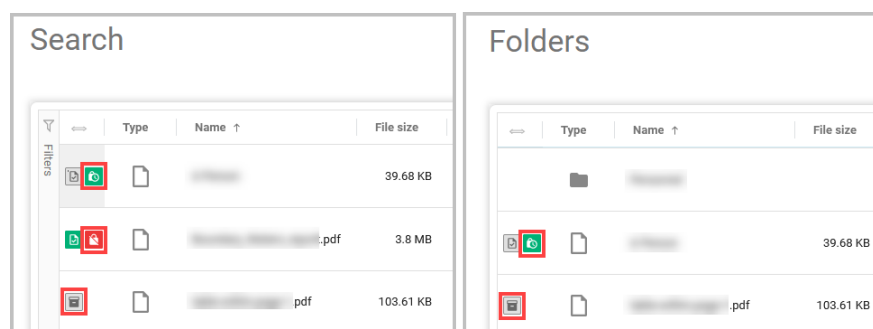 Search
Type Name ↑ File size
Filters
39.68 KB
.pdf 3.8 MB
pdf 103.61 KB
Folders
Type Name ↑ File size
39.68 KB
.pdf 103.61 KB